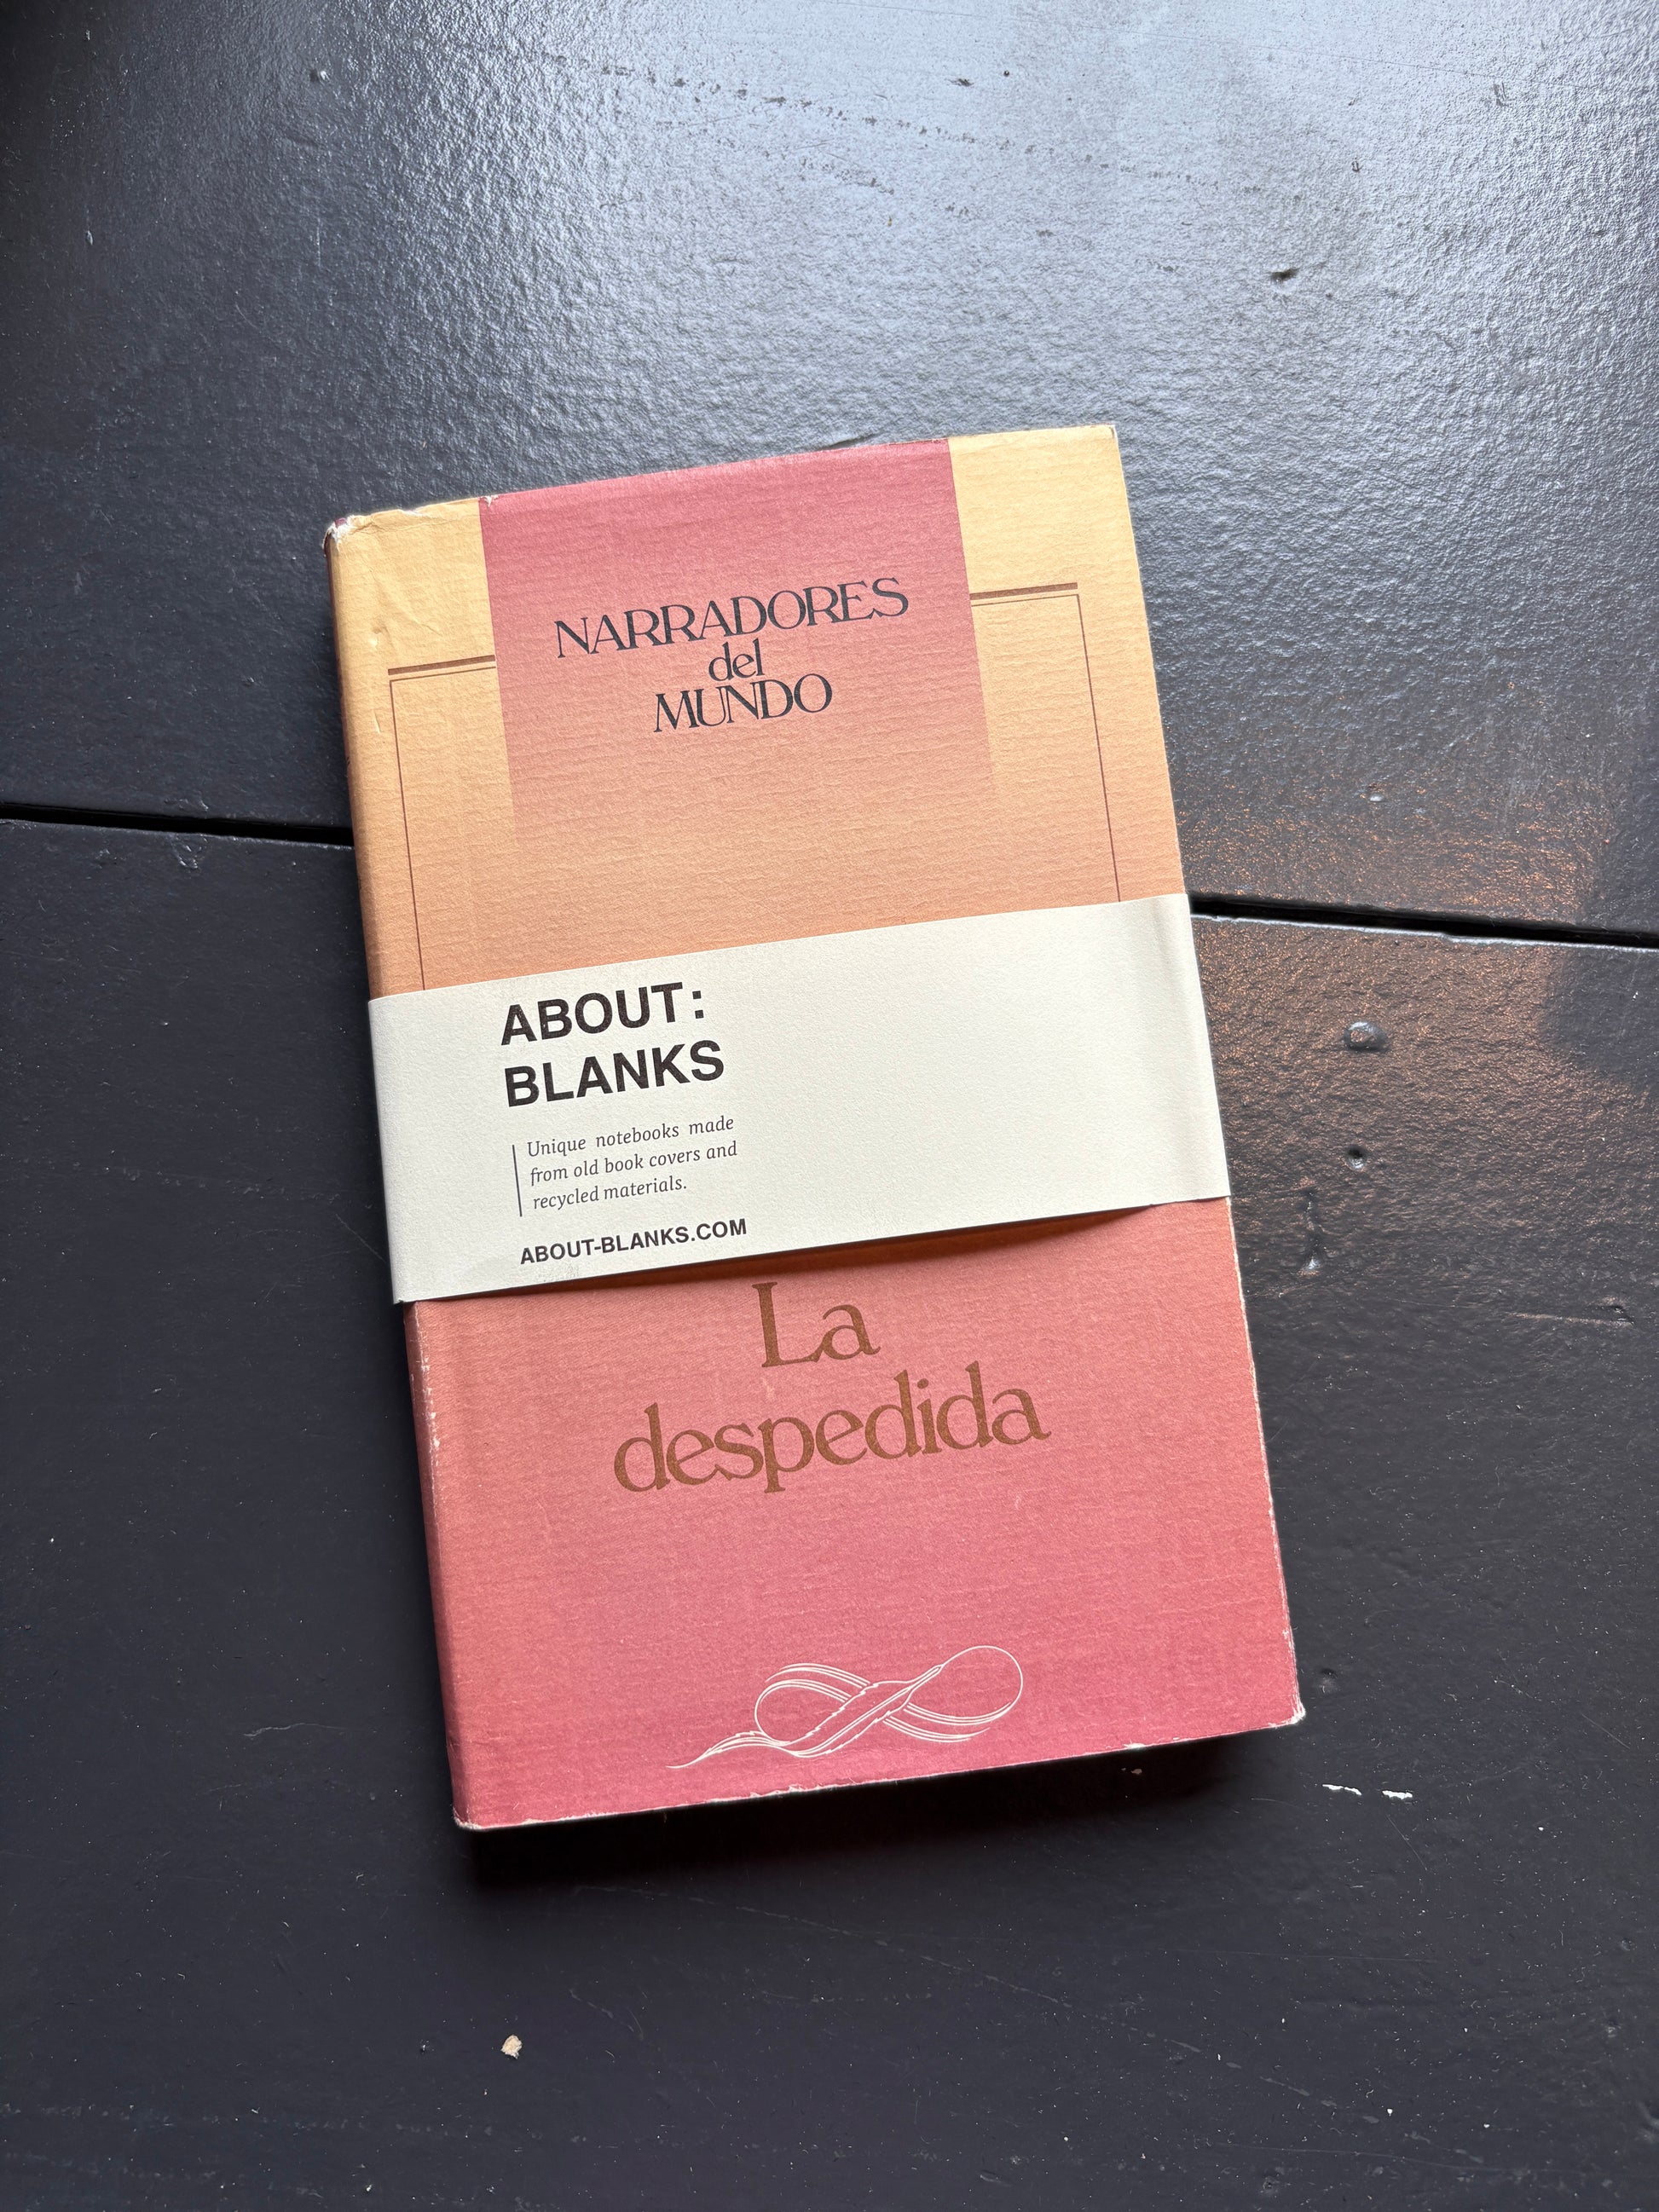 NARRADORES
del
MUNDO
ABOUT:
BLANKS
Unique notebooks made
from old book covers and
recycled materials.
ABOUT-BLANKS.COM
La
despedida